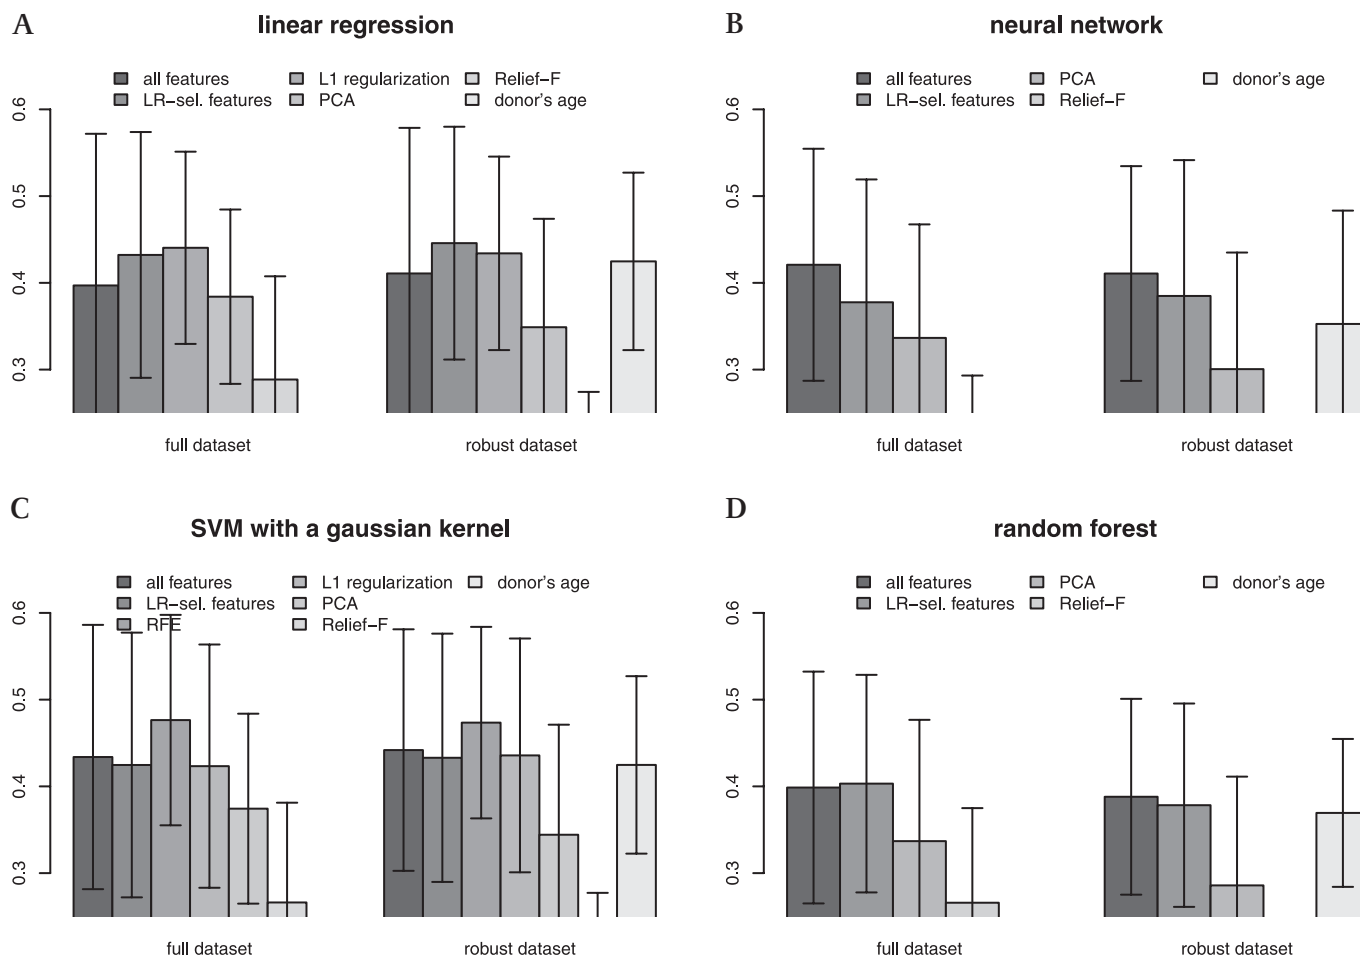 A
linear regression
all features
L1 regularization
Relief−F
LR−sel. features
PCA
donor's age
0.6
0.5
0.4
0.3
full dataset
robust dataset
B
neural network
all features
PCA
donor's age
LR−sel. features
Relief−F
0.6
0.5
0.4
0.3
full dataset
robust dataset
C
SVM with a gaussian kernel
all features
L1 regularization
donor's age
LR−sel. features
PCA
RFE
Relief−F
0.6
0.5
0.4
0.3
full dataset
robust dataset
D
random forest
all features
PCA
donor's age
LR−sel. features
Relief−F
0.6
0.5
0.4
0.3
full dataset
robust dataset